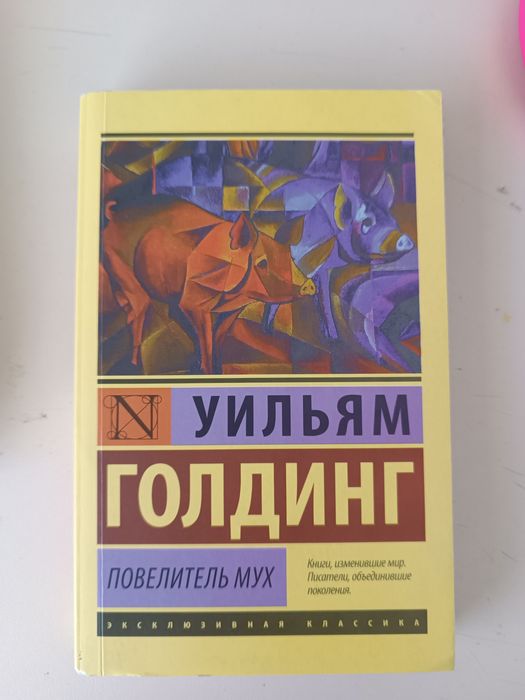 N УИЛЬЯМ
ГОЛДИНГ
ПОВЕЛИТЕЛЬ МУХ
Книги, изменившие мир.
Писатели, объединившие
поколения.
ЭКСКЛЮЗИВНАЯ КЛАССИКА